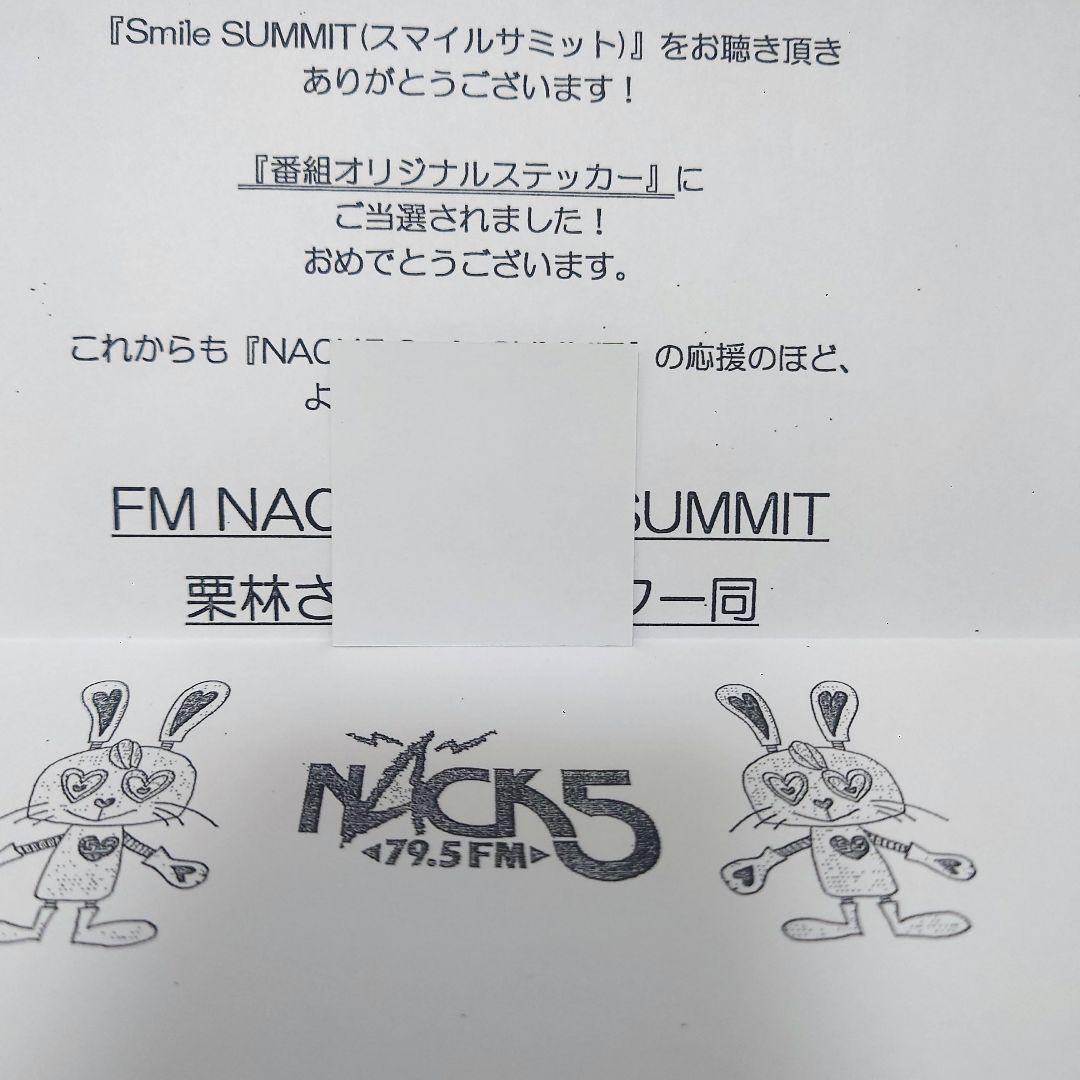 『Smile SUMMIT(スマイルサミット)』をお聴き頂き
ありがとうございます！
『番組オリジナルステッカー』に
ご当選されました！
おめでとうございます。
これからも『NAC の応援のほど、
よ
FM NAC SUMMIT
栗林さ フ一同
NACK5
79.5FM